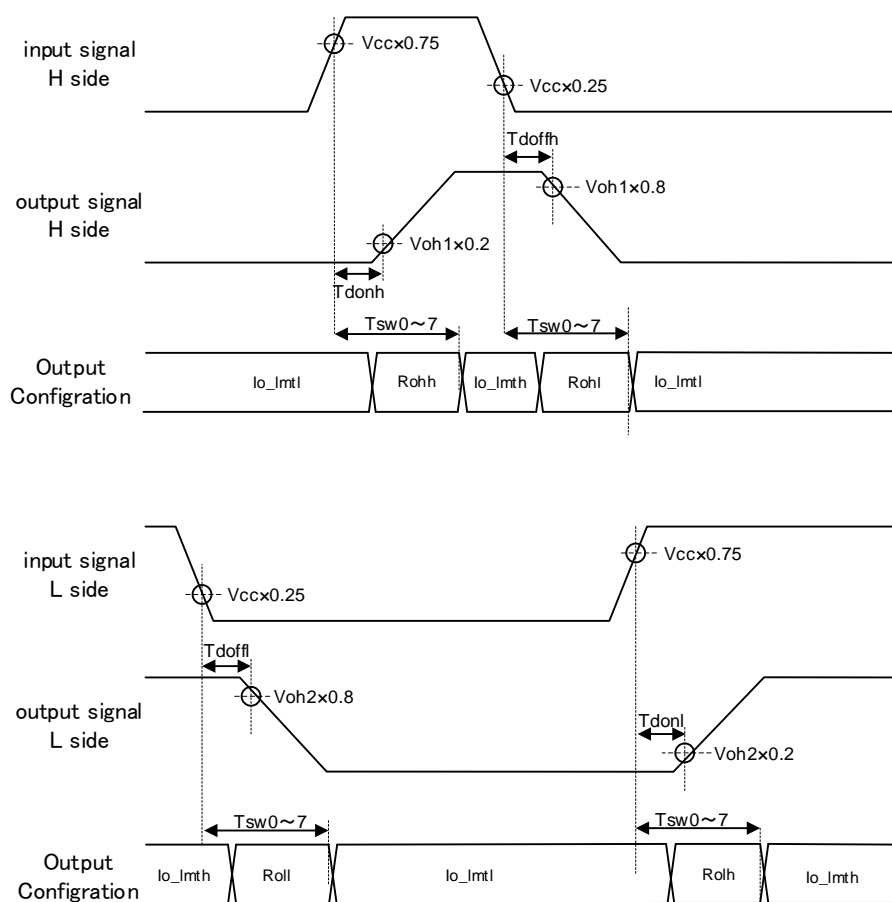 input signal
H side
Vcc×0.75
Vcc×0.25
Tdoffh
output signal
H side
Voh1×0.8
Voh1×0.2
Tdonh
Tsw0～7
Tsw0～7
Output
Configration
Io_lmtl
Rohh
Io_lmth
Rohl
Io_lmtl
input signal
L side
Vcc×0.25
Vcc×0.75
Tdoffl
output signal
L side
Voh2×0.8
Tdonl
Voh2×0.2
Tsw0～7
Tsw0～7
Output
Configration
Io_lmth
Roll
Io_lmtl
Rolh
Io_lmth